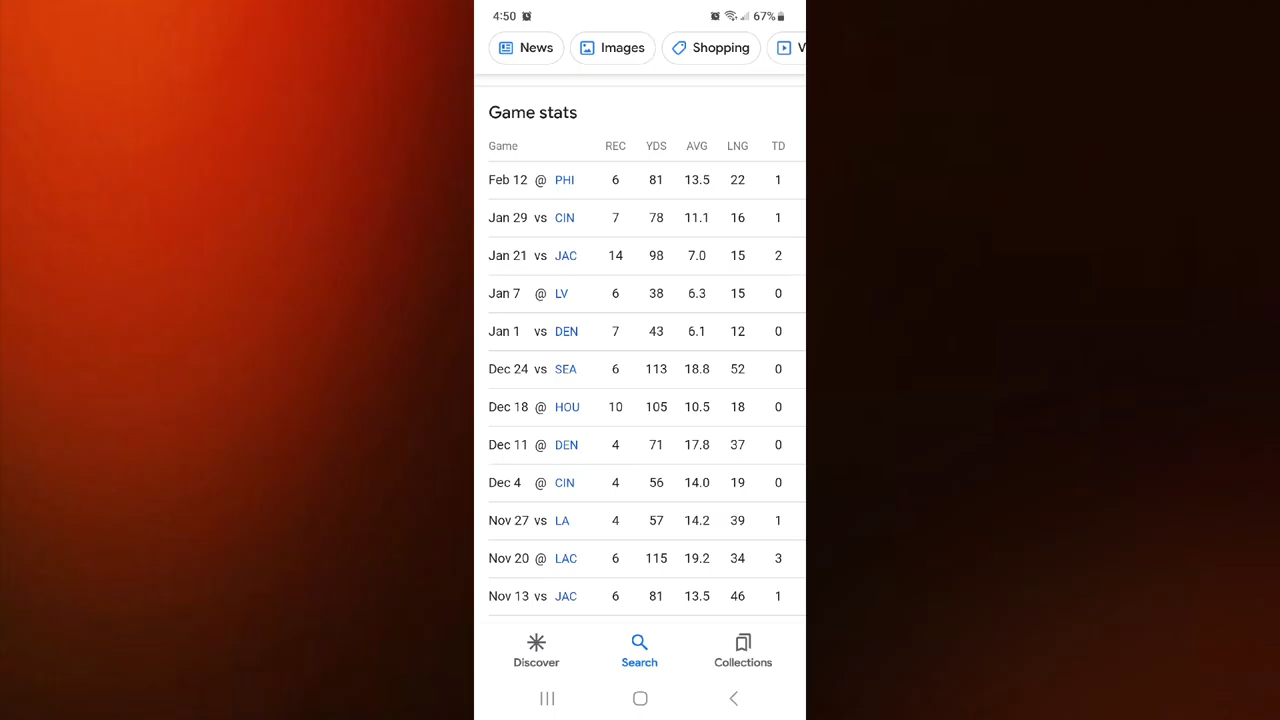 4:50 67%
News Images Shopping V
Game stats
Game REC YDS AVG LNG TD
Feb 12 @ PHI 6 81 13.5 22 1
Jan 29 vs CIN 7 78 11.1 16 1
Jan 21 vs JAC 14 98 7.0 15 2
Jan 7 @ LV 6 38 6.3 15 0
Jan 1 vs DEN 7 43 6.1 12 0
Dec 24 vs SEA 6 113 18.8 52 0
Dec 18 @ HOU 10 105 10.5 18 0
Dec 11 @ DEN 4 71 17.8 37 0
Dec 4 @ CIN 4 56 14.0 19 0
Nov 27 vs LA 4 57 14.2 39 1
Nov 20 @ LAC 6 115 19.2 34 3
Nov 13 vs JAC 6 81 13.5 46 1
Discover Search Collections